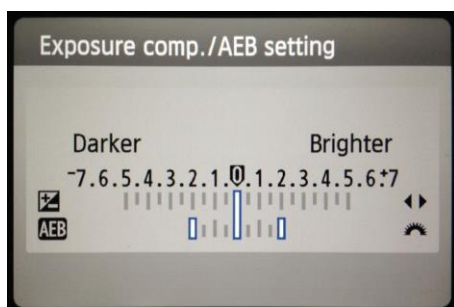 Exposure comp./AEB setting
Darker Brighter
-7.6.5.4.3.2.1.0.1.2.3.4.5.6.+7
AEB